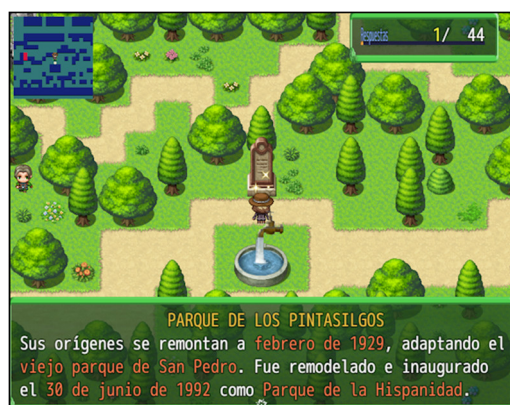 Respuestas 1/ 44
PARQUE DE LOS PINTASILGOS
Sus orígenes se remontan a febrero de 1929, adaptando el
viejo parque de San Pedro. Fue remodelado e inaugurado
el 30 de junio de 1992 como Parque de la Hispanidad.